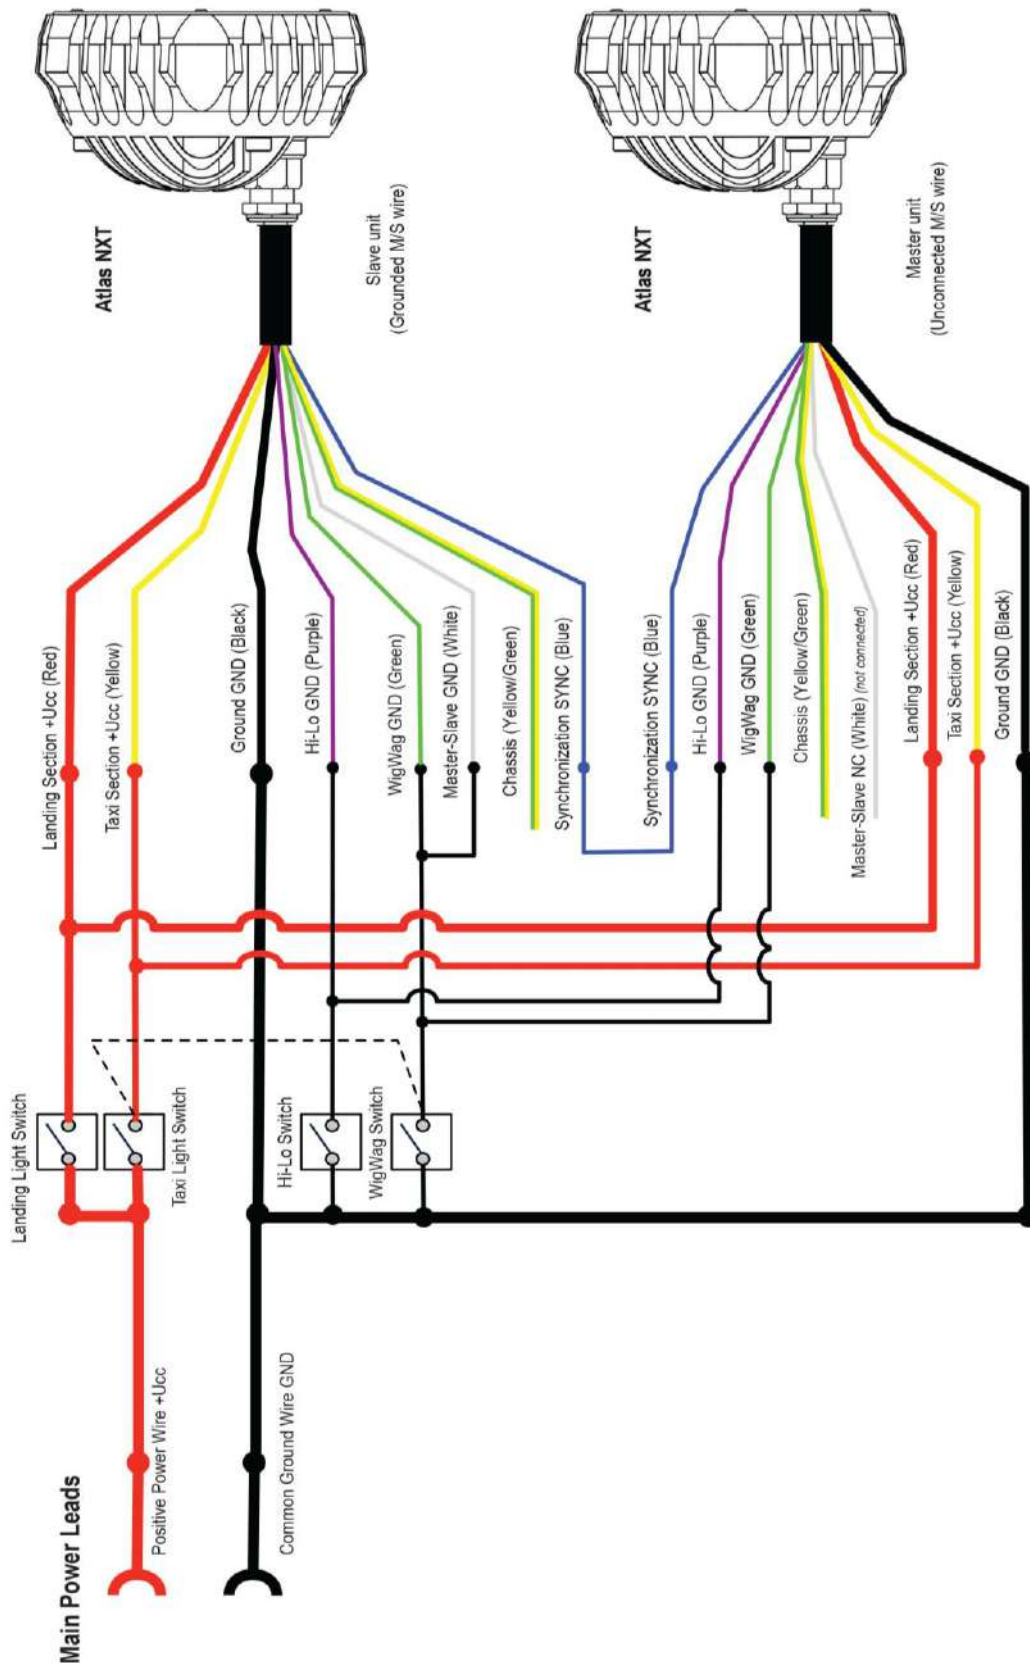 Main Power Leads
Positive Power Wire +Ucc
Common Ground Wire GND
Landing Light Switch
Taxi Light Switch
Hi-Lo Switch
WigWag Switch
Landing Section +Ucc (Red)
Taxi Section +Ucc (Yellow)
Ground GND (Black)
Hi-Lo GND (Purple)
WigWag GND (Green)
Master-Slave GND (White)
Chassis (Yellow/Green)
Synchronization SYNC (Blue)
Synchronization SYNC (Blue)
Hi-Lo GND (Purple)
WigWag GND (Green)
Chassis (Yellow/Green)
Master-Slave NC (White) (not connected)
Landing Section +Ucc (Red)
Taxi Section +Ucc (Yellow)
Ground GND (Black)
Atlas NXT
Slave unit
(Grounded M/S wire)
Atlas NXT
Master unit
(Unconnected M/S wire)